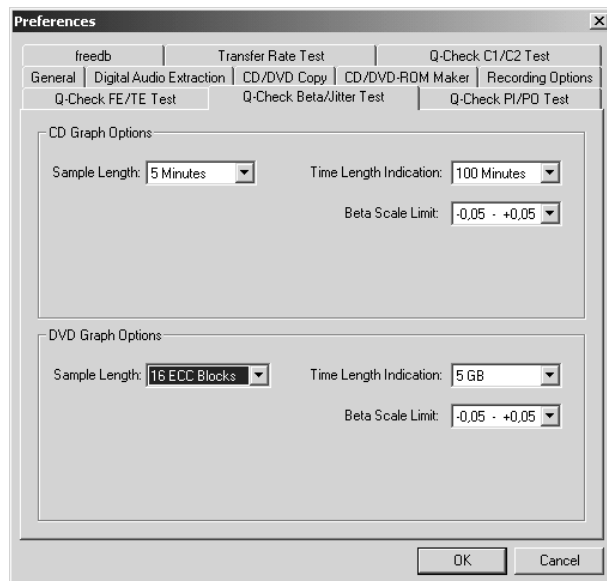 Preferences
freedb Transfer Rate Test Q-Check C1/C2 Test
General Digital Audio Extraction CD/DVD Copy CD/DVD-ROM Maker Recording Options
Q-Check FE/TE Test Q-Check Beta/Jitter Test Q-Check PI/PO Test
CD Graph Options
Sample Length: 5 Minutes Time Length Indication: 100 Minutes
Beta Scale Limit: -0,05 - +0,05
DVD Graph Options
Sample Length: 16 ECC Blocks Time Length Indication: 5 GB
Beta Scale Limit: -0,05 - +0,05
OK Cancel